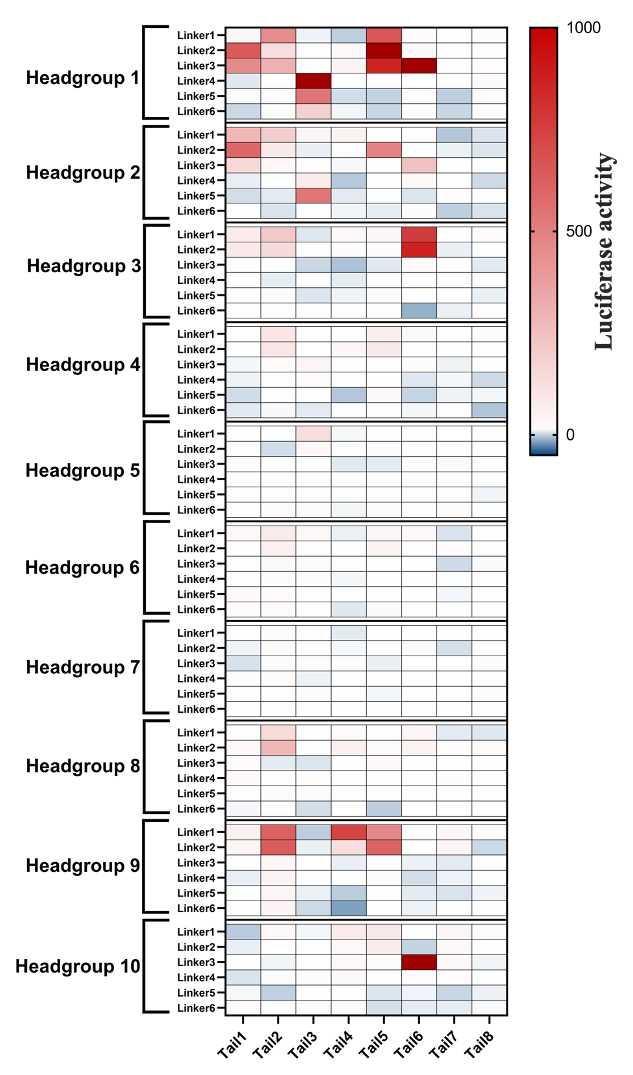 Headgroup 1
Linker1
Linker2
Linker3
Linker4
Linker5
Linker6
Headgroup 2
Linker1
Linker2
Linker3
Linker4
Linker5
Linker6
Headgroup 3
Linker1
Linker2
Linker3
Linker4
Linker5
Linker6
Headgroup 4
Linker1
Linker2
Linker3
Linker4
Linker5
Linker6
Headgroup 5
Linker1
Linker2
Linker3
Linker4
Linker5
Linker6
Headgroup 6
Linker1
Linker2
Linker3
Linker4
Linker5
Linker6
Headgroup 7
Linker1
Linker2
Linker3
Linker4
Linker5
Linker6
Headgroup 8
Linker1
Linker2
Linker3
Linker4
Linker5
Linker6
Headgroup 9
Linker1
Linker2
Linker3
Linker4
Linker5
Linker6
Headgroup 10
Linker1
Linker2
Linker3
Linker4
Linker5
Linker6
Tail1
Tail2
Tail3
Tail4
Tail5
Tail6
Tail7
Tail8
1000
500
0
Luciferase activity